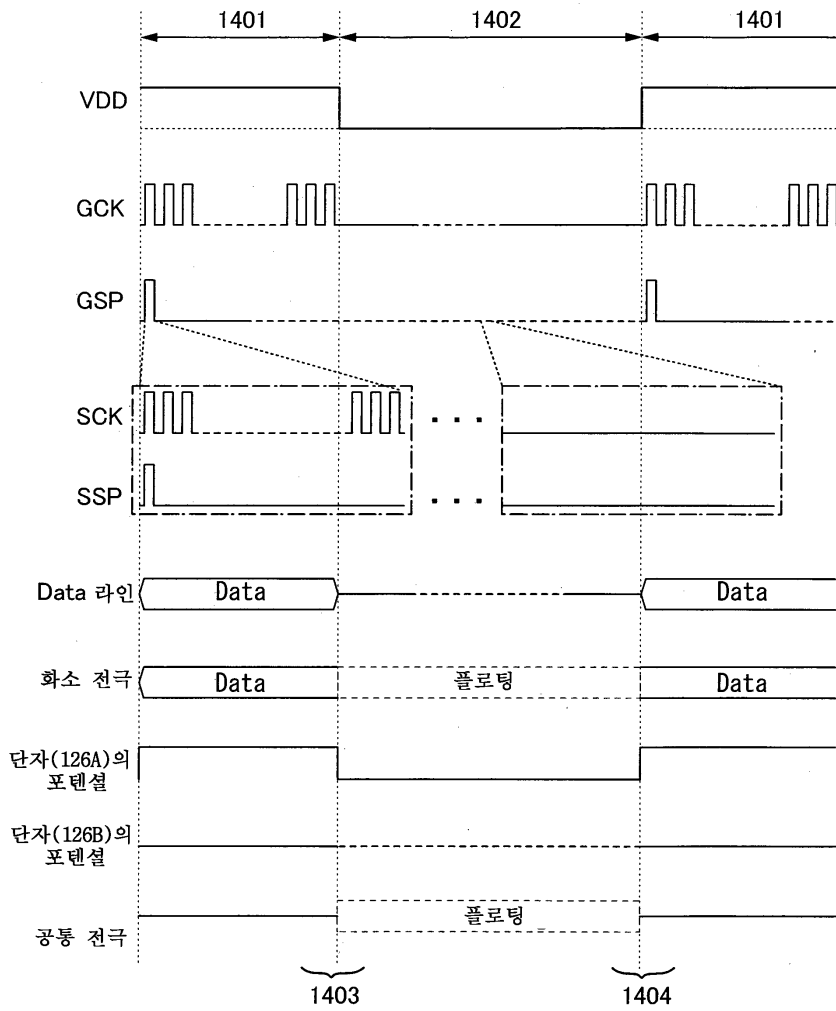 1401 1402 1401
VDD
GCK
GSP
SCK
SSP
Data 라인 Data Data
화소 전극 Data 플로팅 Data
단자(126A)의
포텐셜
단자(126B)의
포텐셜
공통 전극 플로팅
1403 1404